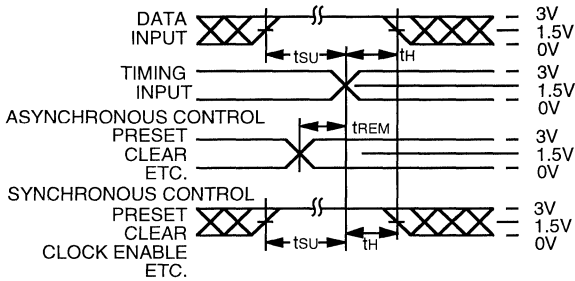 DATA
INPUT
tSU
tH
3V
1.5V
0V
TIMING
INPUT
3V
1.5V
0V
ASYNCHRONOUS CONTROL
PRESET
CLEAR
ETC.
tREM
3V
1.5V
0V
SYNCHRONOUS CONTROL
PRESET
CLEAR
CLOCK ENABLE
ETC.
tSU
tH
3V
1.5V
0V